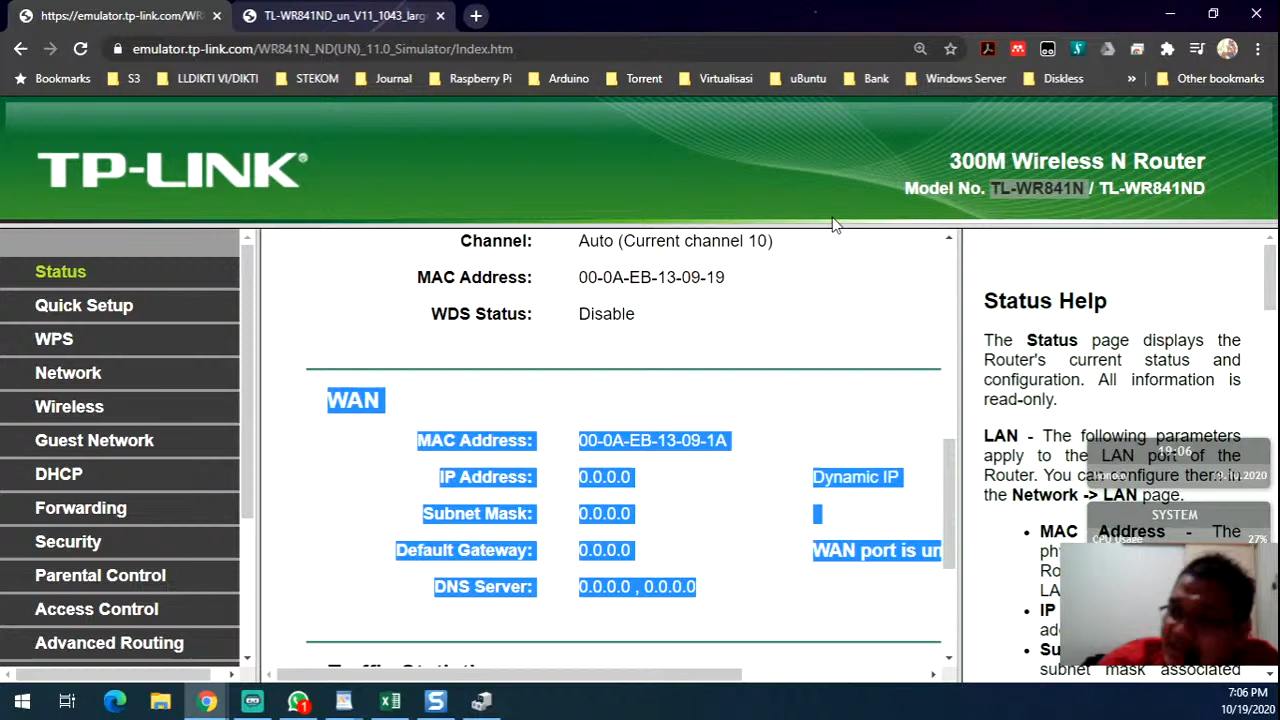 https://emulator.tp-link.com/WR
TL-WR841ND_un_V11_1043_larg
emulator.tp-link.com/WR841N_ND(UN)_11.0_Simulator/Index.htm
Bookmarks S3 LLDIKTI VI/DIKTI STEKOM Journal Raspberry Pi Arduino Torrent Virtualisasi uBuntu Bank Windows Server Diskless » Other bookmarks
TP-LINK®
300M Wireless N Router
Model No. TL-WR841N / TL-WR841ND
Status
Quick Setup
WPS
Network
Wireless
Guest Network
DHCP
Forwarding
Security
Parental Control
Access Control
Advanced Routing
Channel: Auto (Current channel 10)
MAC Address: 00-0A-EB-13-09-19
WDS Status: Disable
WAN
MAC Address: 00-0A-EB-13-09-1A
IP Address: 0.0.0.0 Dynamic IP
Subnet Mask: 0.0.0.0
Default Gateway: 0.0.0.0 WAN port is un
DNS Server: 0.0.0.0 , 0.0.0.0
Status Help
The Status page displays the
Router's current status and
configuration. All information is
read-only.
LAN - The following parameters
apply to the LAN port of the
Router. You can configure them in
the Network -> LAN page.
MAC Address - The
IP
19:06
19.10.2020
SYSTEM
CPU Usage 27%
subnet mask associated
1
7:06 PM
10/19/2020